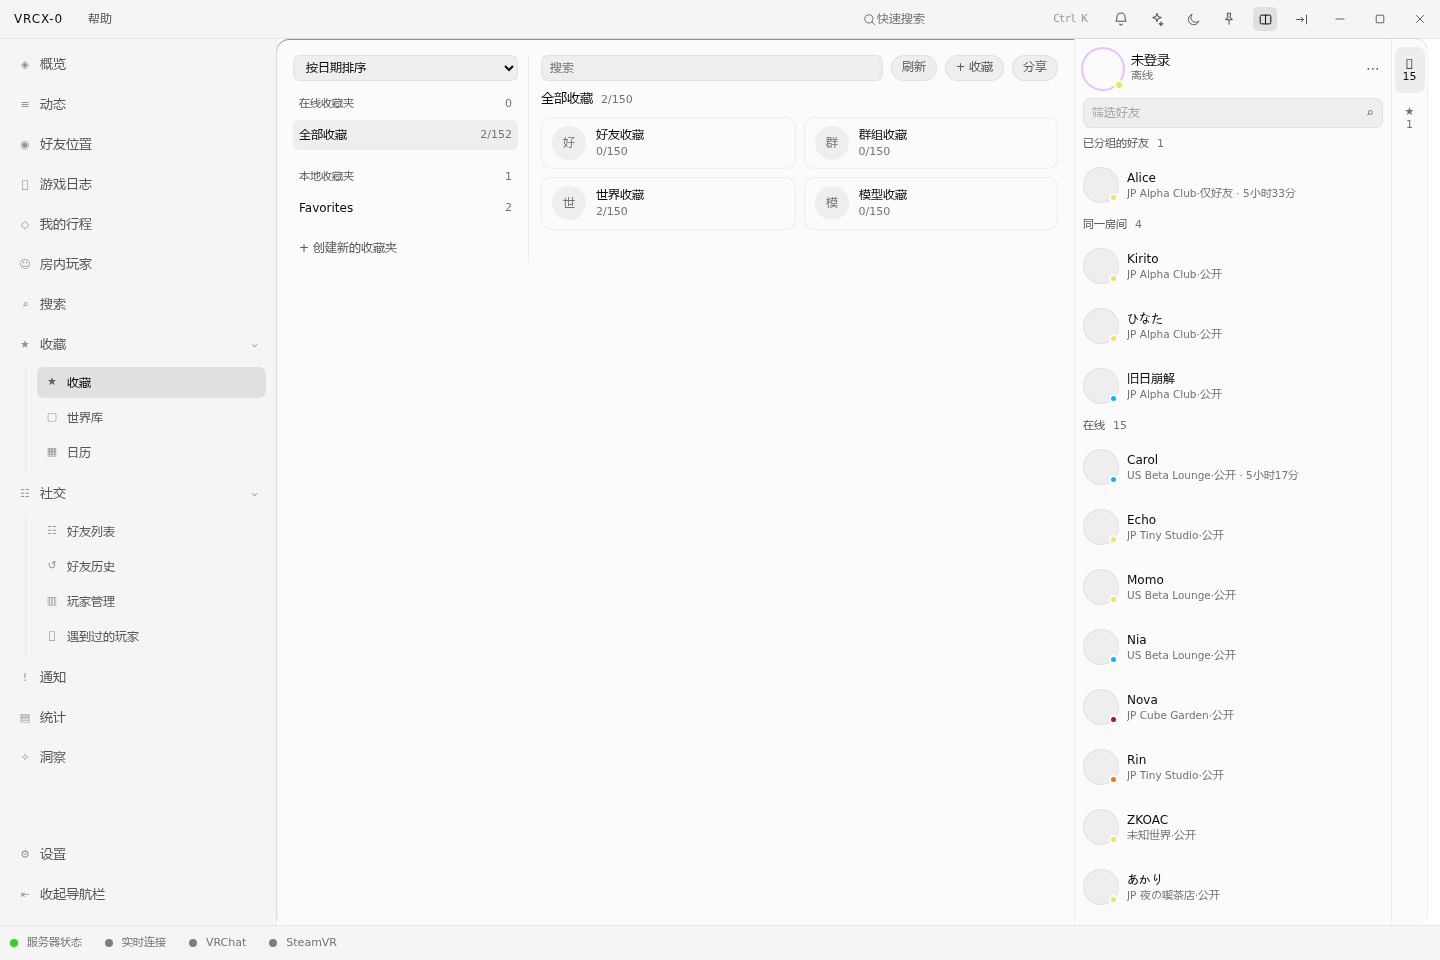 VRCX-0
帮助
快速搜索
Ctrl K
概览
动态
好友位置
游戏日志
我的行程
房内玩家
搜索
收藏
收藏
世界库
日历
社交
好友列表
好友历史
玩家管理
遇到过的玩家
通知
统计
洞察
设置
收起导航栏
按日期排序
在线收藏夹 0
全部收藏 2/152
本地收藏夹 1
Favorites 2
+ 创建新的收藏夹
搜索
刷新
+ 收藏
分享
全部收藏 2/150
好
好友收藏
0/150
群
群组收藏
0/150
世
世界收藏
2/150
模
模型收藏
0/150
未登录
离线
筛选好友
已分组的好友 1
Alice
JP Alpha Club·仅好友 · 5小时33分
同一房间 4
Kirito
JP Alpha Club·公开
ひなた
JP Alpha Club·公开
旧日崩解
JP Alpha Club·公开
在线 15
Carol
US Beta Lounge·公开 · 5小时17分
Echo
JP Tiny Studio·公开
Momo
US Beta Lounge·公开
Nia
US Beta Lounge·公开
Nova
JP Cube Garden·公开
Rin
JP Tiny Studio·公开
ZKOAC
未知世界·公开
あかり
JP 夜の喫茶店·公开
15
1
服务器状态
实时连接
VRChat
SteamVR